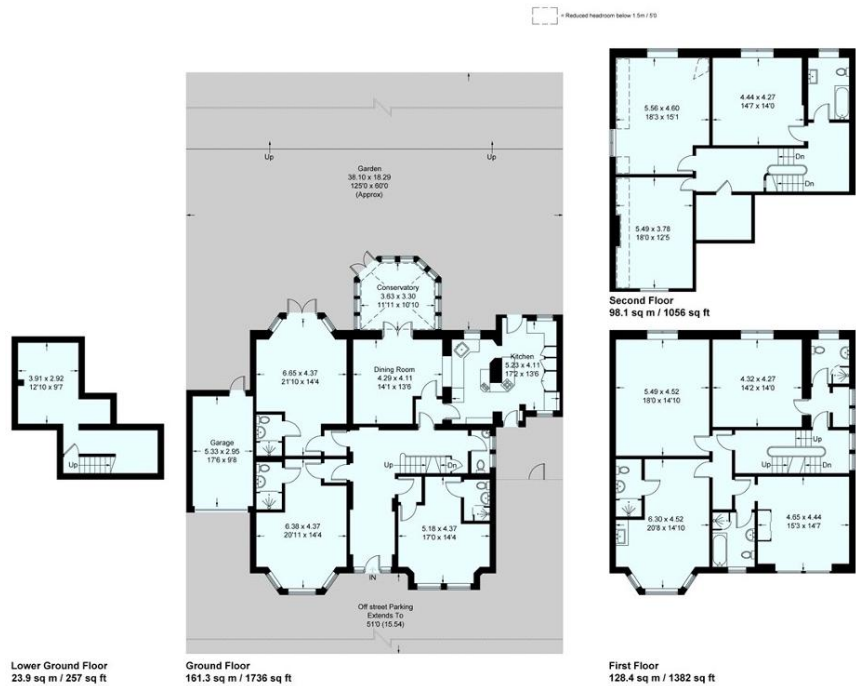 = Reduced headroom below 1.5m / 5'0
5.56 x 4.60
18'3 x 15'1
4.44 x 4.27
14'7 x 14'0
Dn
Dn
5.49 x 3.78
18'0 x 12'5
Second Floor
98.1 sq m / 1056 sq ft
Up
Up
Garden
38.10 x 18.29
125'0 x 60'0
(Approx)
Conservatory
3.63 x 3.30
11'11 x 10'10
6.65 x 4.37
21'10 x 14'4
Dining Room
4.29 x 4.11
14'1 x 13'6
Kitchen
5.23 x 4.11
17'2 x 13'6
Garage
5.33 x 2.95
17'6 x 9'8
Up
Dn
6.38 x 4.37
20'11 x 14'4
5.18 x 4.37
17'0 x 14'4
IN
Off street Parking
Extends To
51'0 (15.54)
3.91 x 2.92
12'10 x 9'7
Up
5.49 x 4.52
18'0 x 14'10
4.32 x 4.27
14'2 x 14'0
Up
Up
Dn
6.30 x 4.52
20'8 x 14'10
4.65 x 4.44
15'3 x 14'7
Lower Ground Floor
23.9 sq m / 257 sq ft
Ground Floor
161.3 sq m / 1736 sq ft
First Floor
128.4 sq m / 1382 sq ft